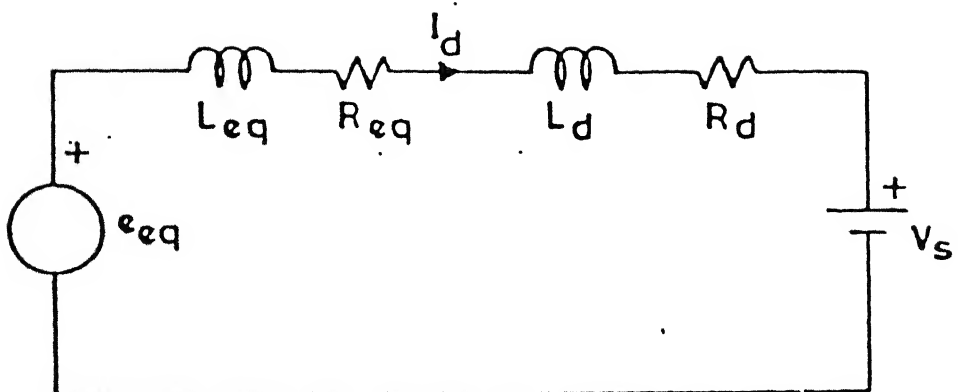 I_d
L_eq R_eq L_d R_d
+
+
e_eq
V_s